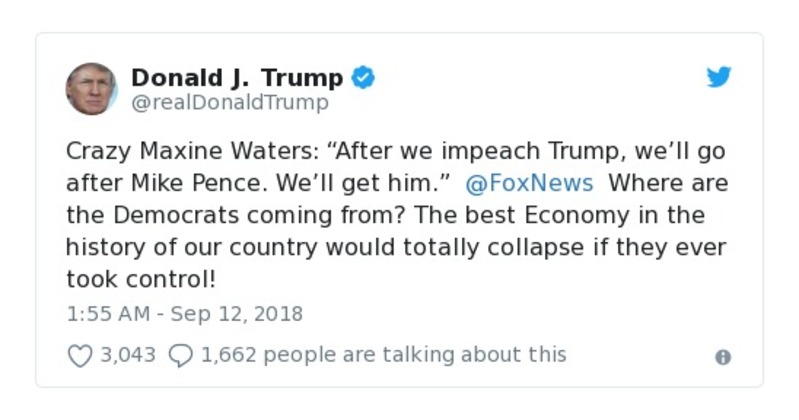 Donald J. Trump
@realDonaldTrump
Crazy Maxine Waters: “After we impeach Trump, we’ll go
after Mike Pence. We’ll get him.” @FoxNews Where are
the Democrats coming from? The best Economy in the
history of our country would totally collapse if they ever
took control!
1:55 AM - Sep 12, 2018
3,043 1,662 people are talking about this